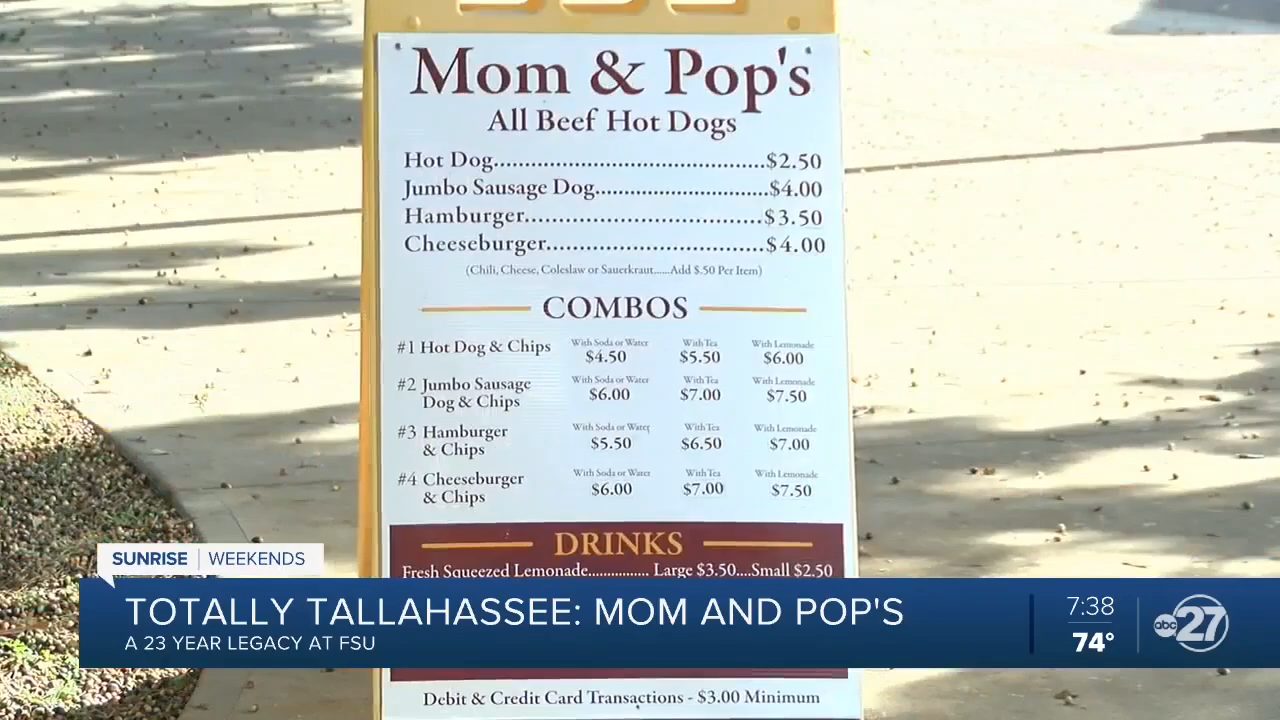 Mom & Pop's
All Beef Hot Dogs
Hot Dog..........................................$2.50
Jumbo Sausage Dog...........................$4.00
Hamburger.....................................$3.50
Cheeseburger..................................$4.00
(Chili, Cheese, Coleslaw or Sauerkraut......Add $.50 Per Item)
COMBOS
#1 Hot Dog & Chips With Soda or Water $4.50 With Tea $5.50 With Lemonade $6.00
#2 Jumbo Sausage Dog & Chips With Soda or Water $6.00 With Tea $7.00 With Lemonade $7.50
#3 Hamburger & Chips With Soda or Water $5.50 With Tea $6.50 With Lemonade $7.00
#4 Cheeseburger & Chips With Soda or Water $6.00 With Tea $7.00 With Lemonade $7.50
DRINKS
Fresh Squeezed Lemonade............... Large $3.50....Small $2.50
SUNRISE | WEEKENDS
TOTALLY TALLAHASSEE: MOM AND POP'S
A 23 YEAR LEGACY AT FSU
7:38
74°
abc 27
Debit & Credit Card Transactions - $3.00 Minimum